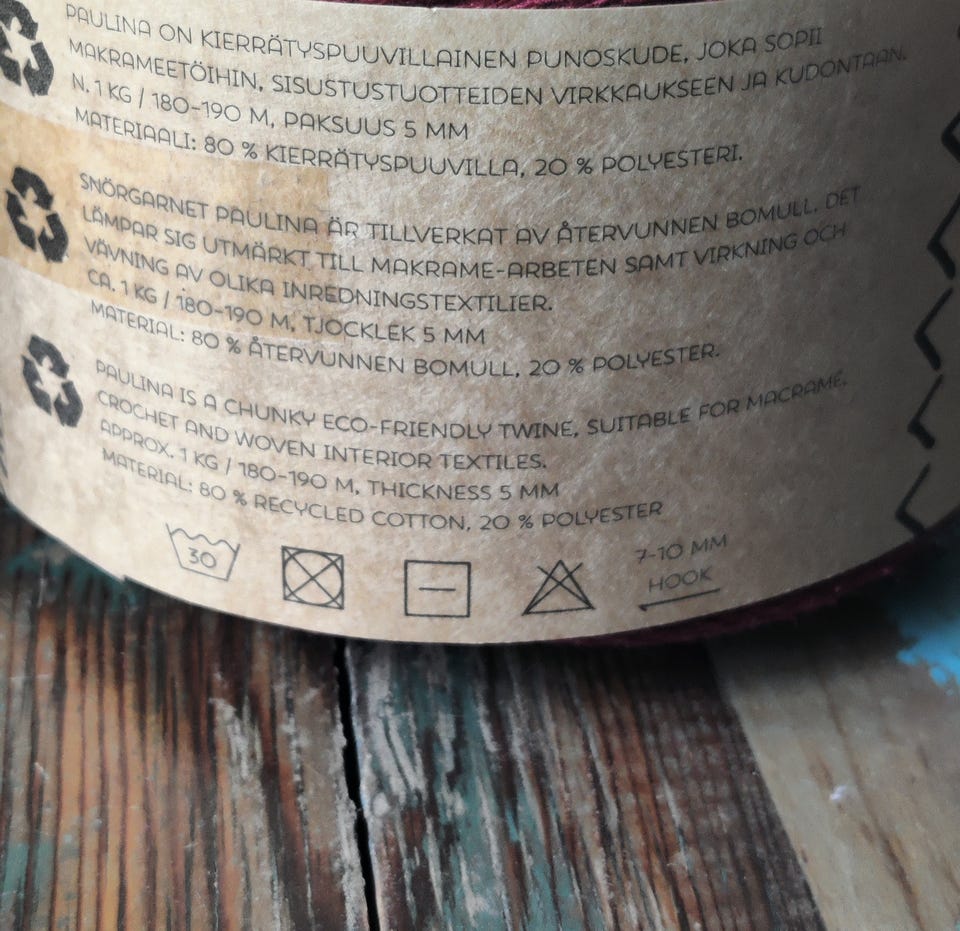 PAULINA ON KIERRÄTYSPUUVILLAINEN PUNOSKUDE, JOKA SOPII
MAKRAMEETÖIHIN, SISUSTUSTUOTTEIDEN VIRKKAUKSEEN JA KUDONTAAN.
N. 1 KG / 180-190 M, PAKSUUS 5 MM
MATERIAALI: 80 % KIERRÄTYSPUUVILLA, 20 % POLYESTERI.
SNÖRGARNET PAULINA ÄR TILLVERKAT AV ÅTERVUNNEN BOMULL. DET
LÄMPAR SIG UTMÄRKT TILL MAKRAME-ARBETEN SAMT VIRKNING OCH
VÄVNING AV OLIKA INREDNINGSTEXTILIER.
CA. 1 KG / 180-190 M, TJOCKLEK 5 MM
MATERIAL: 80 % ÅTERVUNNEN BOMULL, 20 % POLYESTER.
PAULINA IS A CHUNKY ECO-FRIENDLY TWINE, SUITABLE FOR MACRAME,
CROCHET AND WOVEN INTERIOR TEXTILES.
APPROX. 1 KG / 180-190 M, THICKNESS 5 MM
MATERIAL: 80 % RECYCLED COTTON, 20 % POLYESTER
30
7-10 MM
HOOK